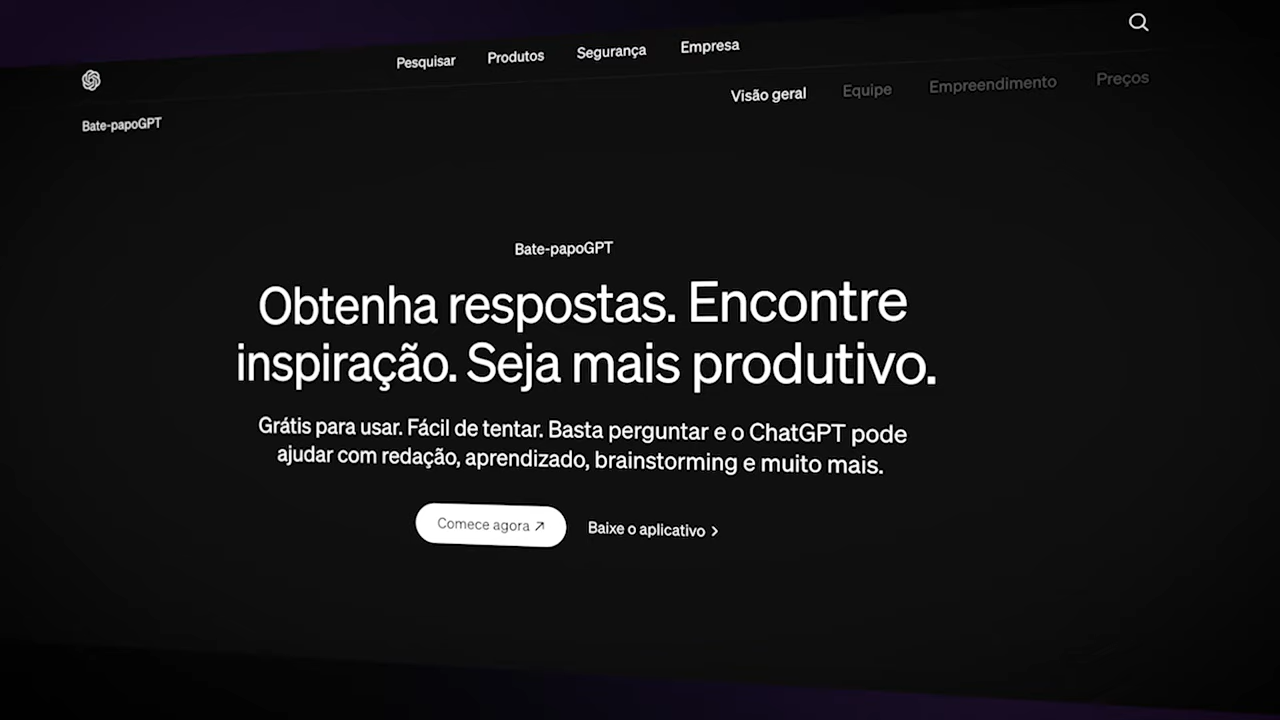 Pesquisar Produtos Segurança Empresa
Visão geral Equipe Empreendimento Preços
Bate-papoGPT
Bate-papoGPT
Obtenha respostas. Encontre
inspiração. Seja mais produtivo.
Grátis para usar. Fácil de tentar. Basta perguntar e o ChatGPT pode
ajudar com redação, aprendizado, brainstorming e muito mais.
Comece agora ↗ Baixe o aplicativo >